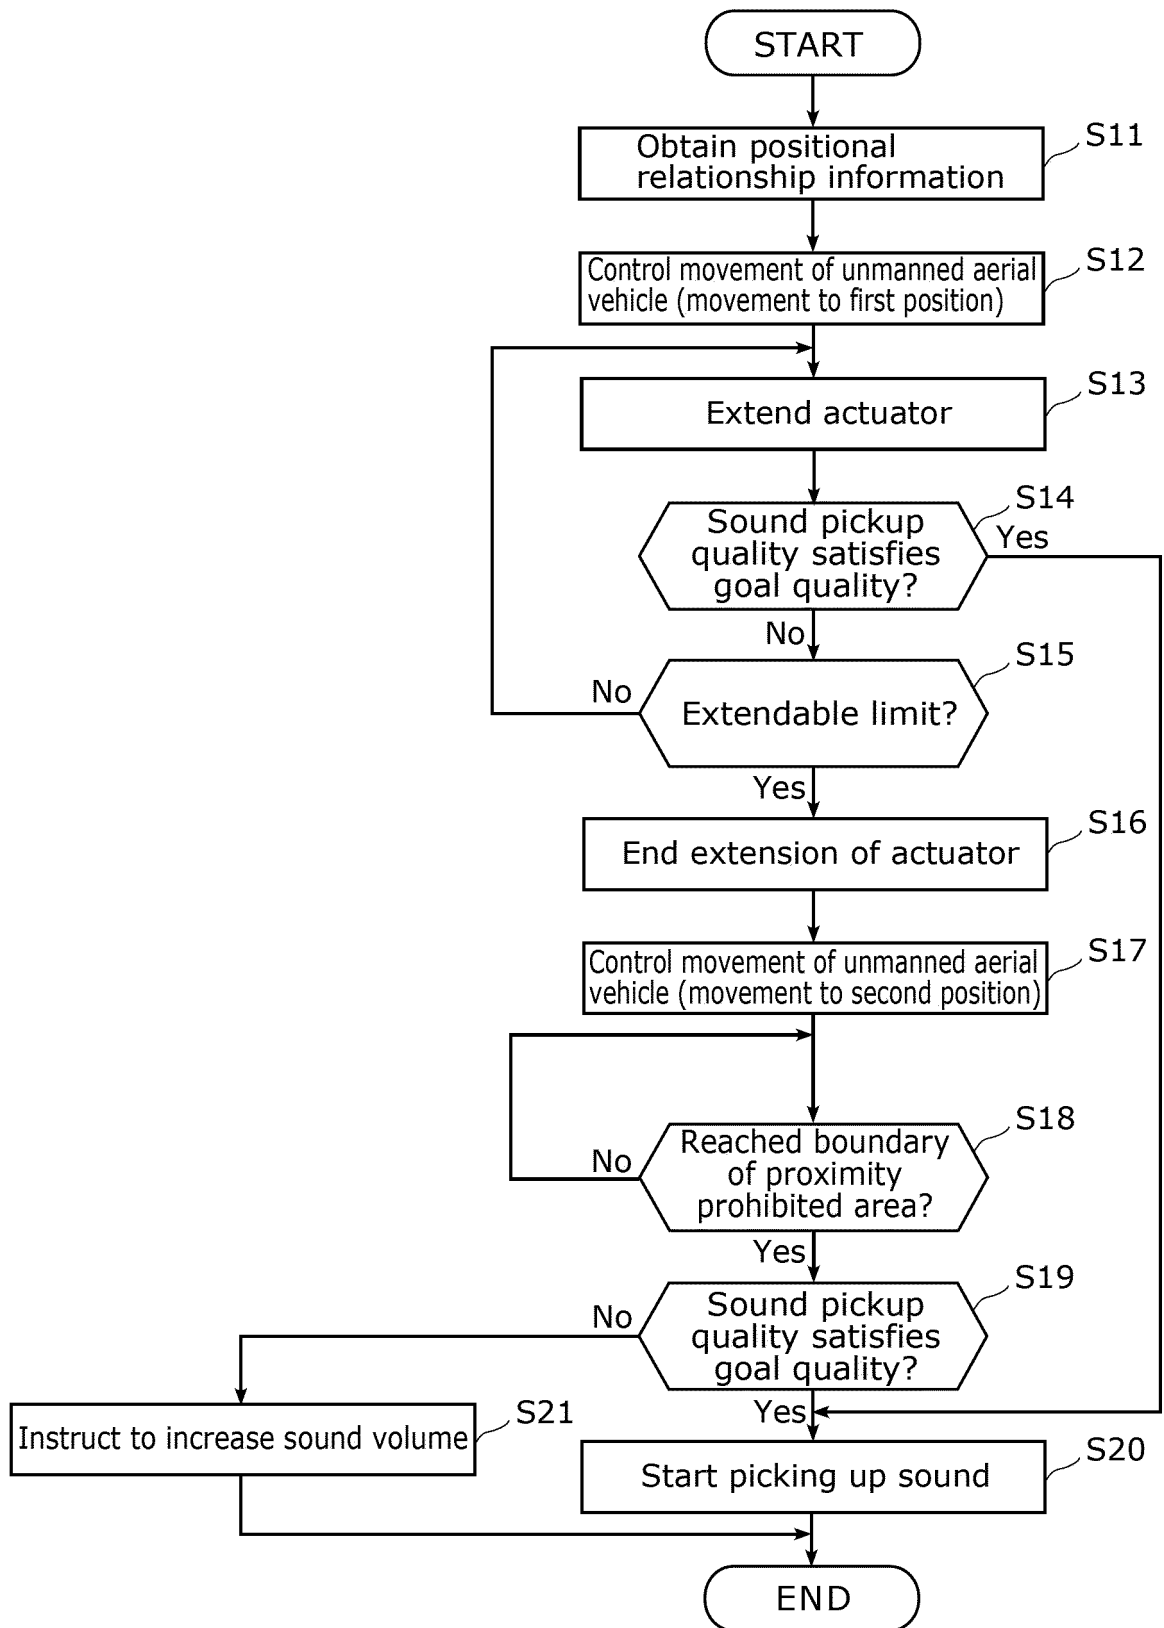 START
Obtain positional
relationship information
S11
Control movement of unmanned aerial
vehicle (movement to first position)
S12
Extend actuator
S13
Sound pickup
quality satisfies
goal quality?
S14
Yes
No
Extendable limit?
S15
No
Yes
End extension of actuator
S16
Control movement of unmanned aerial
vehicle (movement to second position)
S17
Reached boundary
of proximity
prohibited area?
S18
No
Yes
Sound pickup
quality satisfies
goal quality?
S19
No
Yes
Instruct to increase sound volume
S21
Start picking up sound
S20
END